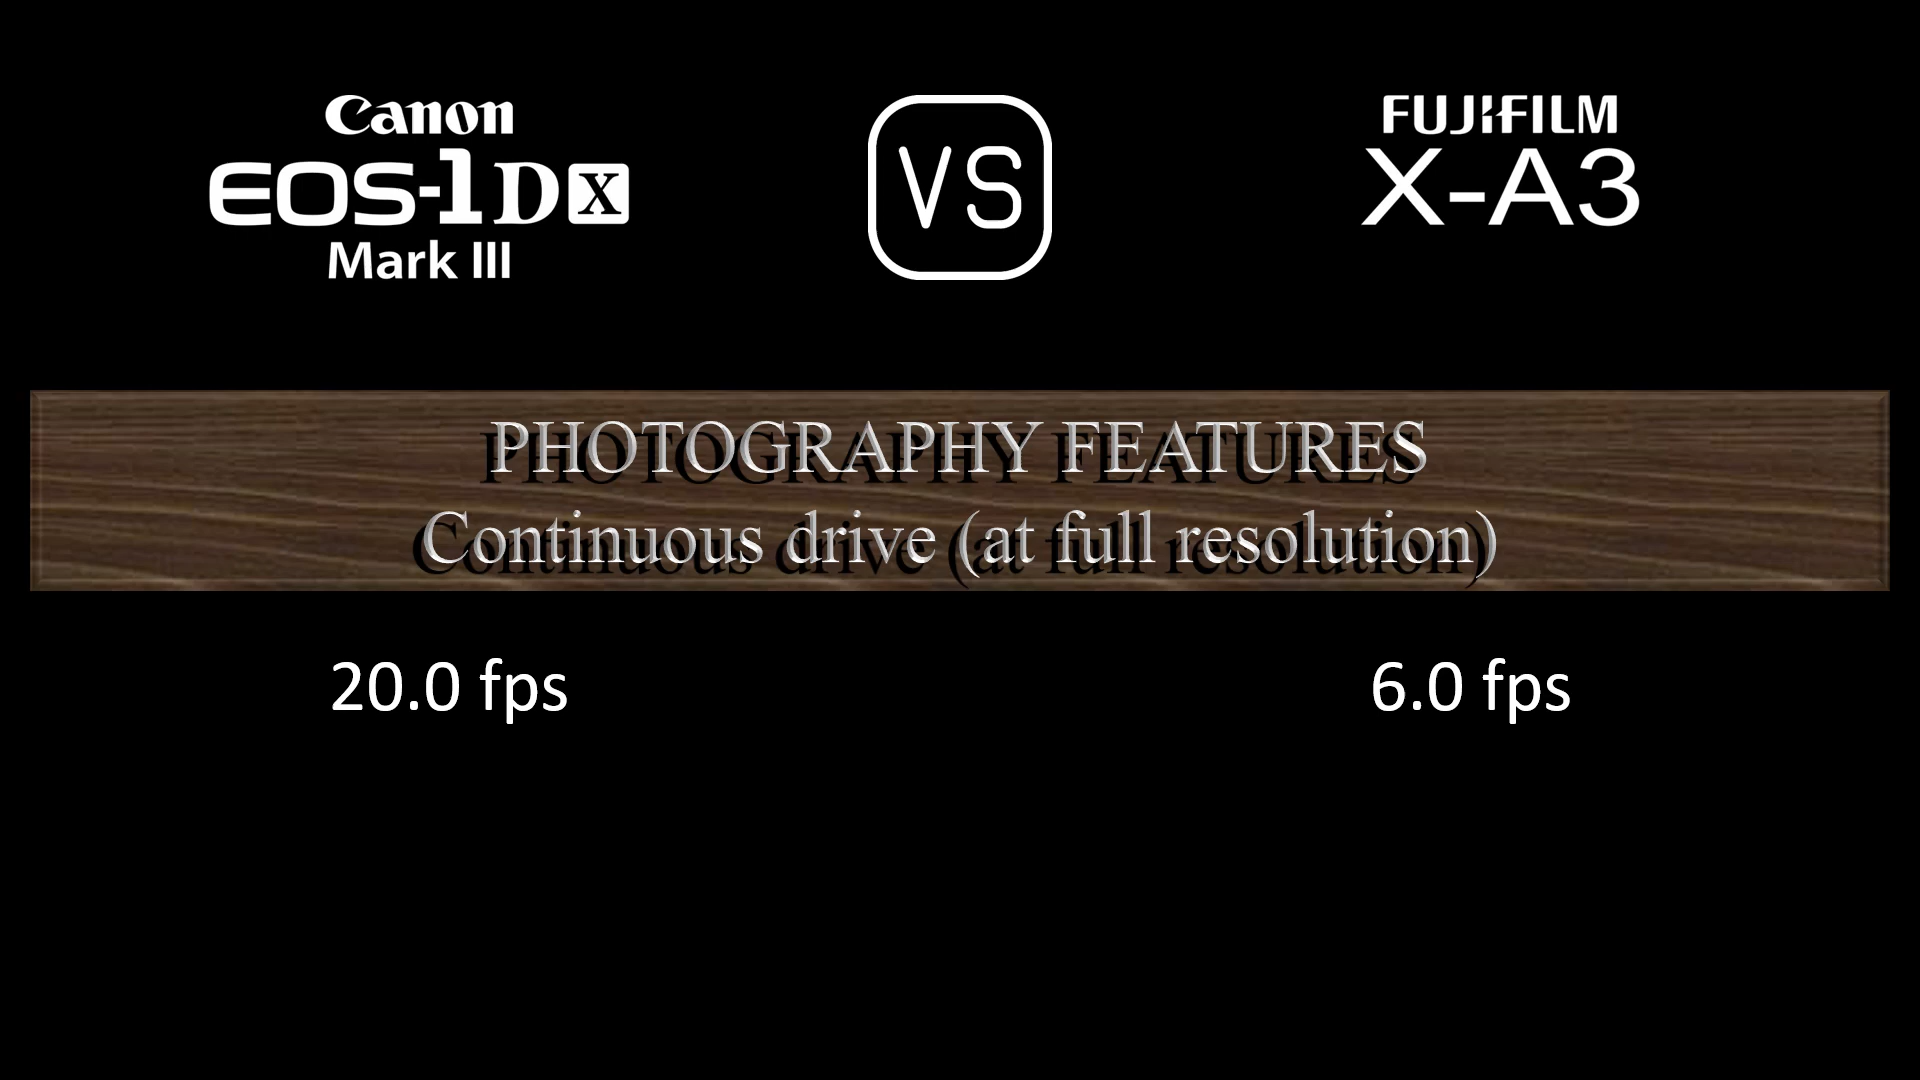 Canon
EOS-1DX
Mark III
VS
FUJIFILM
X-A3
PHOTOGRAPHY FEATURES
Continuous drive (at full resolution)
20.0 fps
6.0 fps